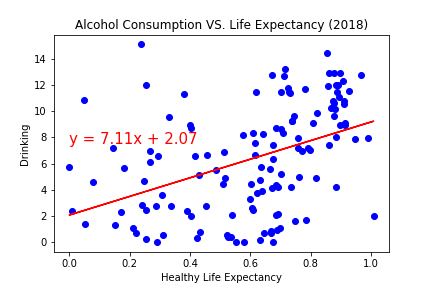 Alcohol Consumption VS. Life Expectancy (2018)
Drinking
14
12
10
8
6
4
2
0
y = 7.11x + 2.07
0.0 0.2 0.4 0.6 0.8 1.0
Healthy Life Expectancy